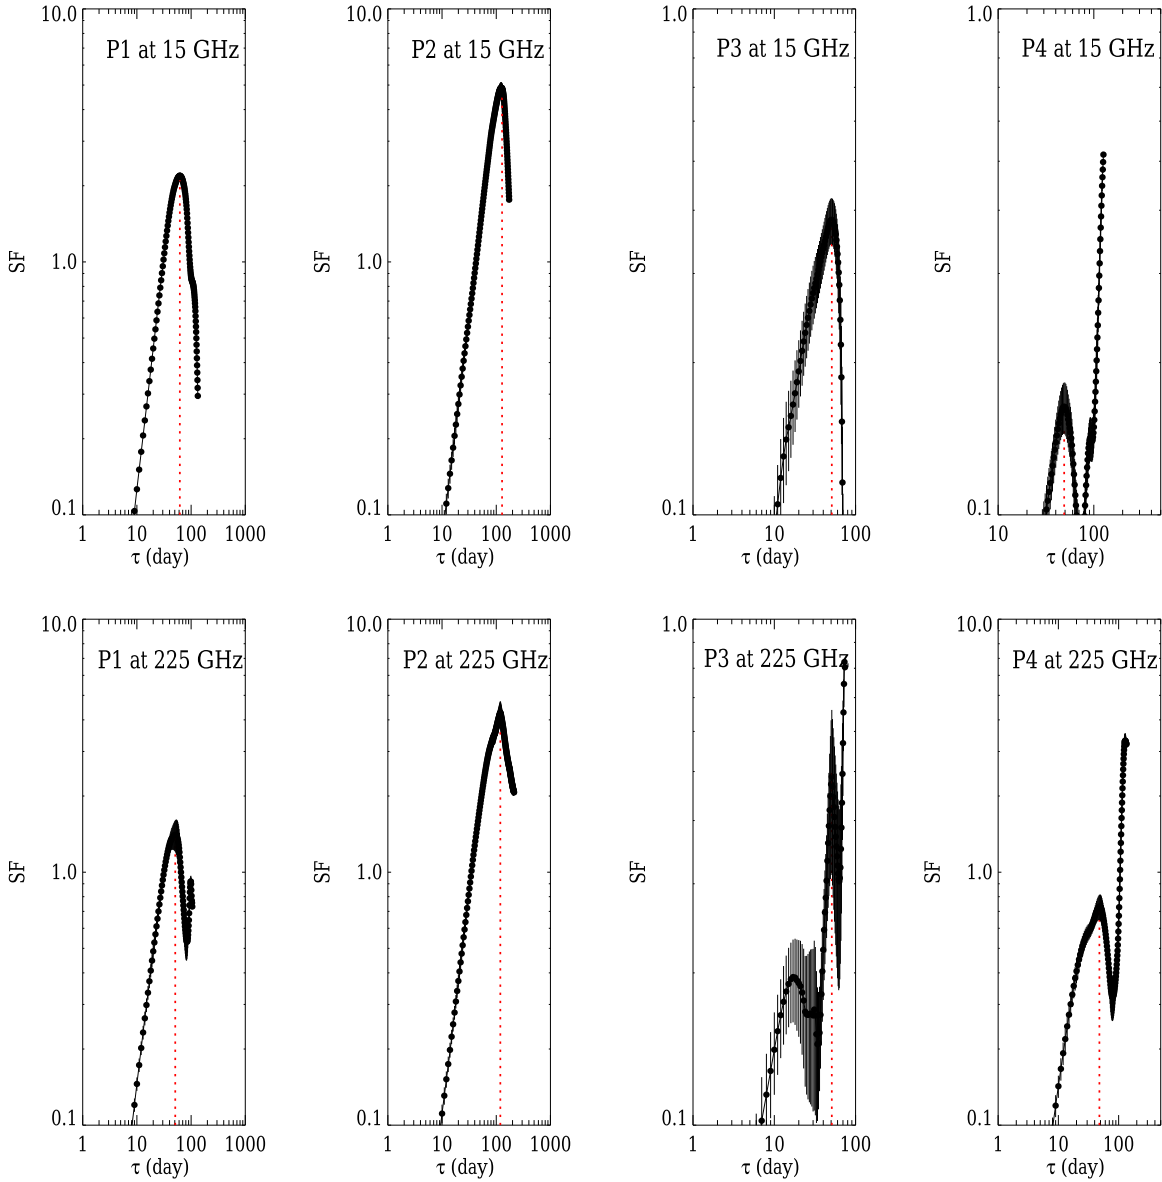 10.0 10.0 1.0 1.0
P1 at 15 GHz P2 at 15 GHz P3 at 15 GHz P4 at 15 GHz
SF 1.0 SF 1.0 SF SF
0.1 0.1 0.1 0.1
1 10 100 1000 1 10 100 1000 1 10 100 10 100
τ (day) τ (day) τ (day) τ (day)
10.0 10.0 1.0 10.0
P1 at 225 GHz P2 at 225 GHz P3 at 225 GHz P4 at 225 GHz
SF 1.0 SF 1.0 SF SF 1.0
0.1 0.1 0.1 0.1
1 10 100 1000 1 10 100 1000 1 10 100 1 10 100
τ (day) τ (day) τ (day) τ (day)